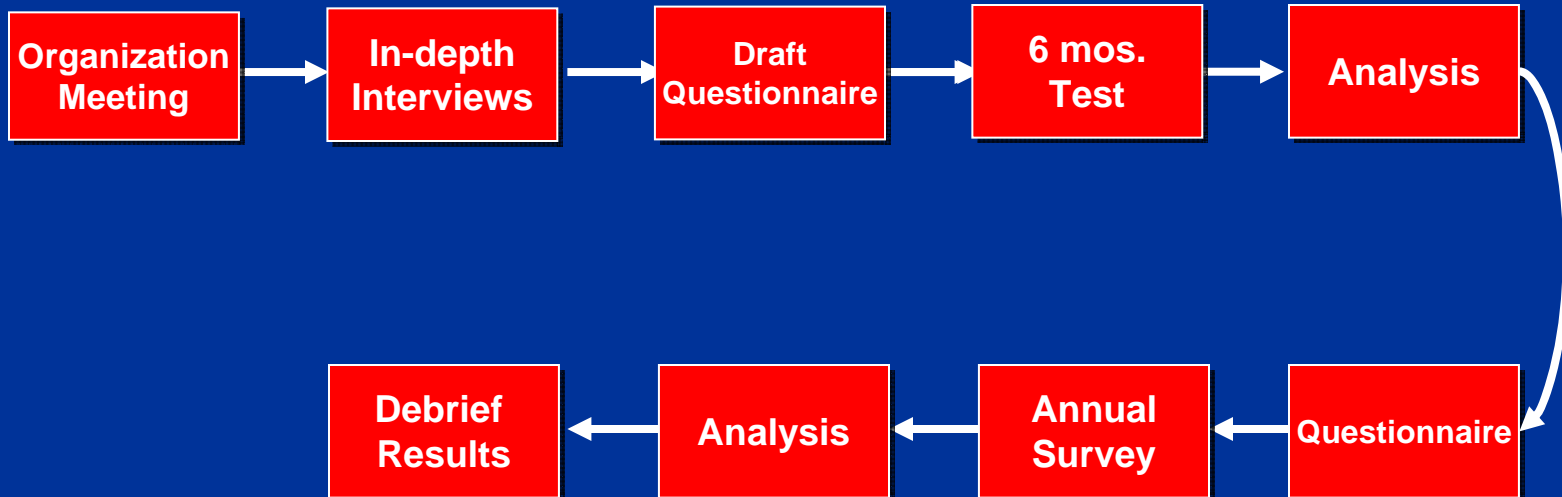 Organization
Meeting
In-depth
Interviews
Draft
Questionnaire
6 mos.
Test
Analysis
Questionnaire
Annual
Survey
Analysis
Debrief
Results